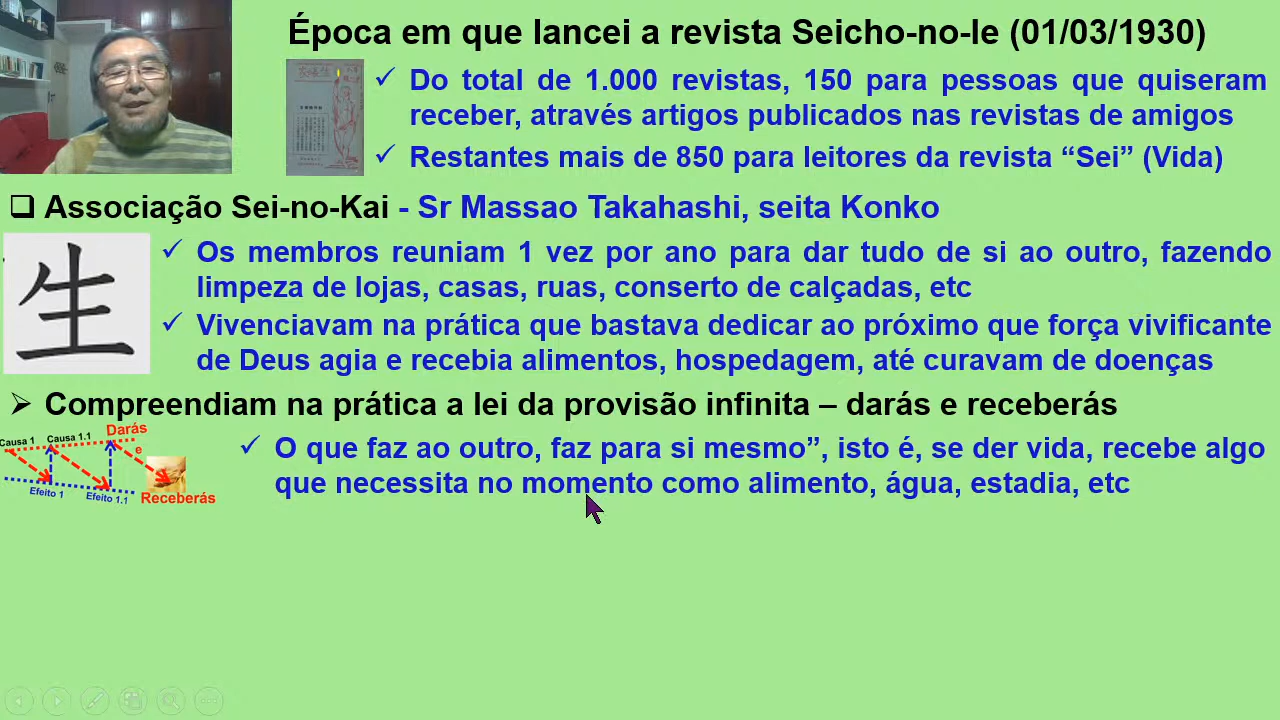 Época em que lancei a revista Seicho-no-Ie (01/03/1930)
Do total de 1.000 revistas, 150 para pessoas que quiseram
receber, através artigos publicados nas revistas de amigos
Restantes mais de 850 para leitores da revista “Sei” (Vida)
Associação Sei-no-Kai - Sr Massao Takahashi, seita Konko
生
Os membros reuniam 1 vez por ano para dar tudo de si ao outro, fazendo
limpeza de lojas, casas, ruas, conserto de calçadas, etc
Vivenciavam na prática que bastava dedicar ao próximo que força vivificante
de Deus agia e recebia alimentos, hospedagem, até curavam de doenças
Compreendiam na prática a lei da provisão infinita – darás e receberás
Causa 1 Causa 1.1 Darás
e
Efeito 1 Efeito 1.1 Receberás
O que faz ao outro, faz para si mesmo”, isto é, se der vida, recebe algo
que necessita no momento como alimento, água, estadia, etc